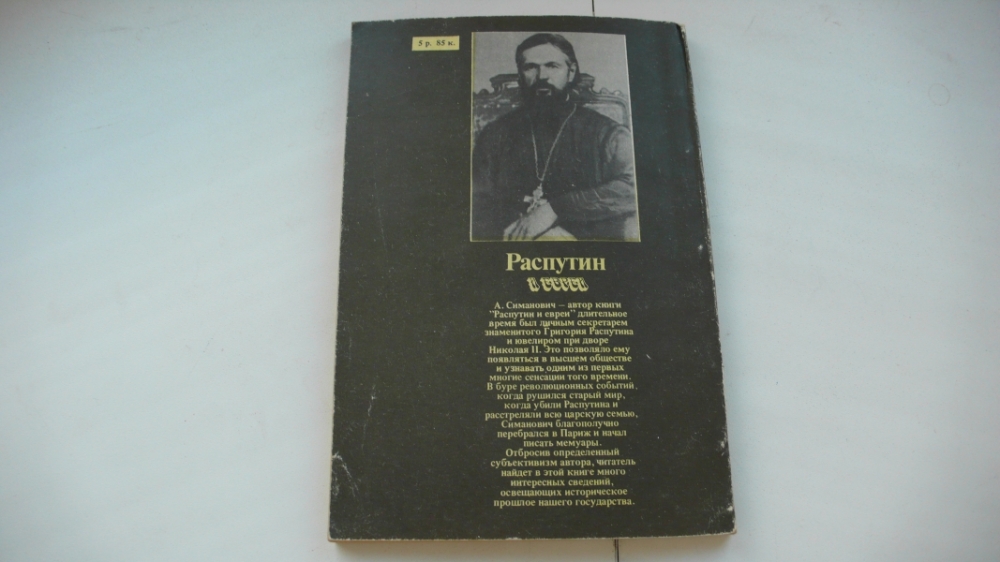 5 р. 85 к.
Распутин
и евреи
А. Симанович — автор книги
"Распутин и евреи" длительное
время был личным секретарем
знаменитого Григория Распутина
и ювелиром при дворе
Николая II. Это позволяло ему
появляться в высшем обществе
и узнавать одним из первых
многие сенсации того времени.
В буре революционных событий,
когда рушился старый мир,
когда убили Распутина и
расстреляли всю царскую семью,
Симанович благополучно
перебрался в Париж и начал
писать мемуары.
Отбросив определенный
субъективизм автора, читатель
найдет в этой книге много
интересных сведений,
освещающих историческое
прошлое нашего государства.